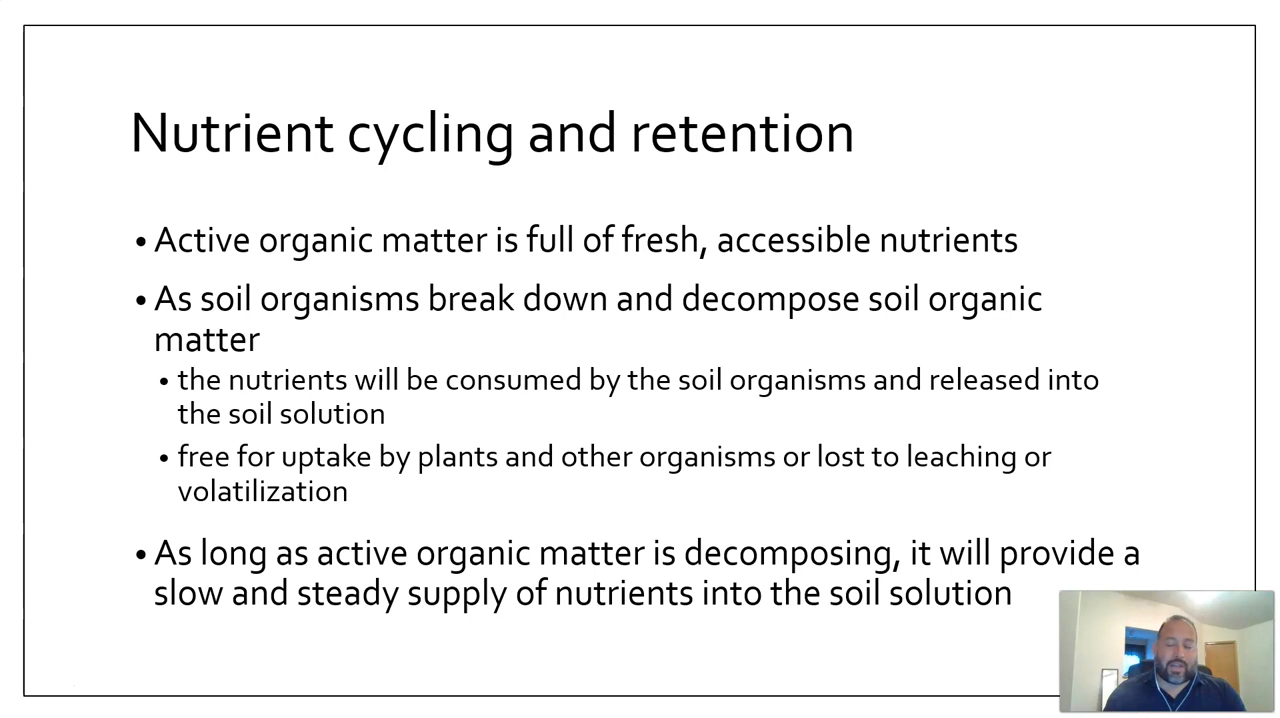 Nutrient cycling and retention
• Active organic matter is full of fresh, accessible nutrients
• As soil organisms break down and decompose soil organic
matter
• the nutrients will be consumed by the soil organisms and released into
the soil solution
• free for uptake by plants and other organisms or lost to leaching or
volatilization
• As long as active organic matter is decomposing, it will provide a
slow and steady supply of nutrients into the soil solution